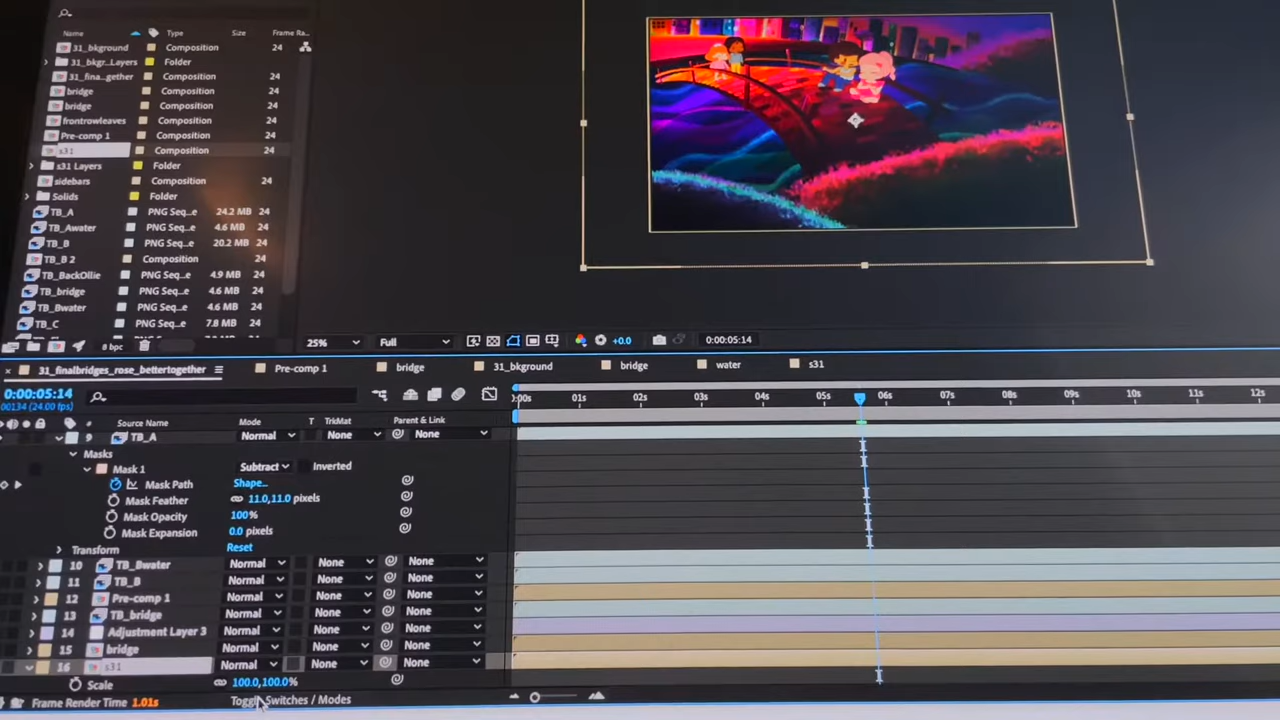 Name Type Size Frame Ra...
31_bkground Composition 24
31_bkgr...Layers Folder
31_fina...gether Composition 24
bridge Composition 24
bridge Composition 24
frontrowleaves Composition 24
Pre-comp 1 Composition 24
s31 Composition 24
s31 Layers Folder
sidebars Composition 24
Solids Folder
TB_A PNG Seq...e 24.2 MB 24
TB_Awater PNG Seq...e 4.6 MB 24
TB_B PNG Seq...e 20.2 MB 24
TB_B 2 Composition 24
TB_BackOllie PNG Seq...e 4.9 MB 24
TB_bridge PNG Seq...e 4.6 MB 24
TB_Bwater PNG Seq...e 4.6 MB 24
TB_C PNG Seq...e 7.8 MB 24
8 bpc
25% Full +0.0 0:00:05:14
31_finalbridges_rose_bettertogether Pre-comp 1 bridge 31_bkground bridge water s31
0:00:05:14
00134 (24.00 fps)
:00s 01s 02s 03s 04s 05s 06s 07s 08s 09s 10s 11s 12s
# Source Name Mode T TrkMat Parent & Link
9 TB_A Normal None None
Masks
Mask 1 Subtract Inverted
Mask Path Shape...
Mask Feather 11.0,11.0 pixels
Mask Opacity 100%
Mask Expansion 0.0 pixels
Transform Reset
10 TB_Bwater Normal None None
11 TB_B Normal None None
12 Pre-comp 1 Normal None None
13 TB_bridge Normal None None
14 Adjustment Layer 3 Normal None None
15 bridge Normal None None
16 s31 Normal None None
Scale 100.0,100.0%
Frame Render Time 1.01s Toggle Switches / Modes